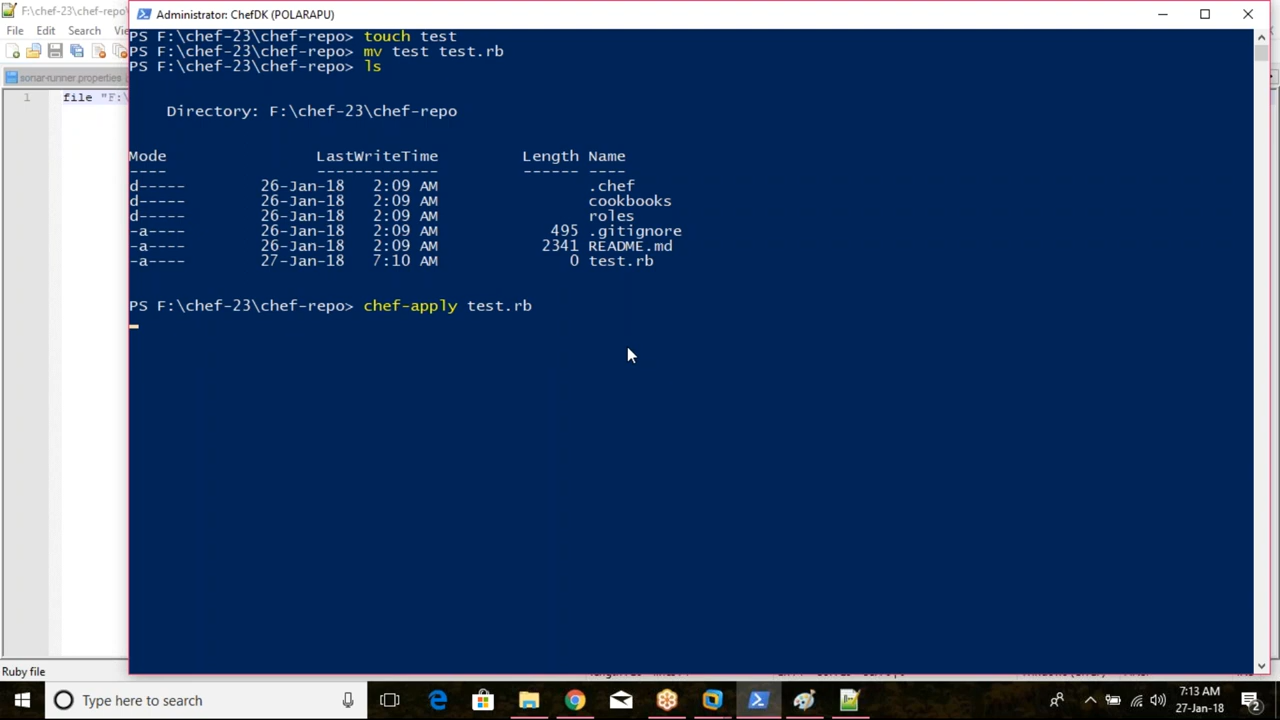 F:\chef-23\chef-repo
Administrator: ChefDK (POLARAPU)
File Edit Search
sonar-runner.properties
1 file "F:\
PS F:\chef-23\chef-repo> touch test
PS F:\chef-23\chef-repo> mv test test.rb
PS F:\chef-23\chef-repo> ls
Directory: F:\chef-23\chef-repo
Mode LastWriteTime Length Name
---- ------------- ------ ----
d----- 26-Jan-18 2:09 AM .chef
d----- 26-Jan-18 2:09 AM cookbooks
d----- 26-Jan-18 2:09 AM roles
-a---- 26-Jan-18 2:09 AM 495 .gitignore
-a---- 26-Jan-18 2:09 AM 2341 README.md
-a---- 27-Jan-18 7:10 AM 0 test.rb
PS F:\chef-23\chef-repo> chef-apply test.rb
Ruby file
Type here to search
7:13 AM
27-Jan-18
2